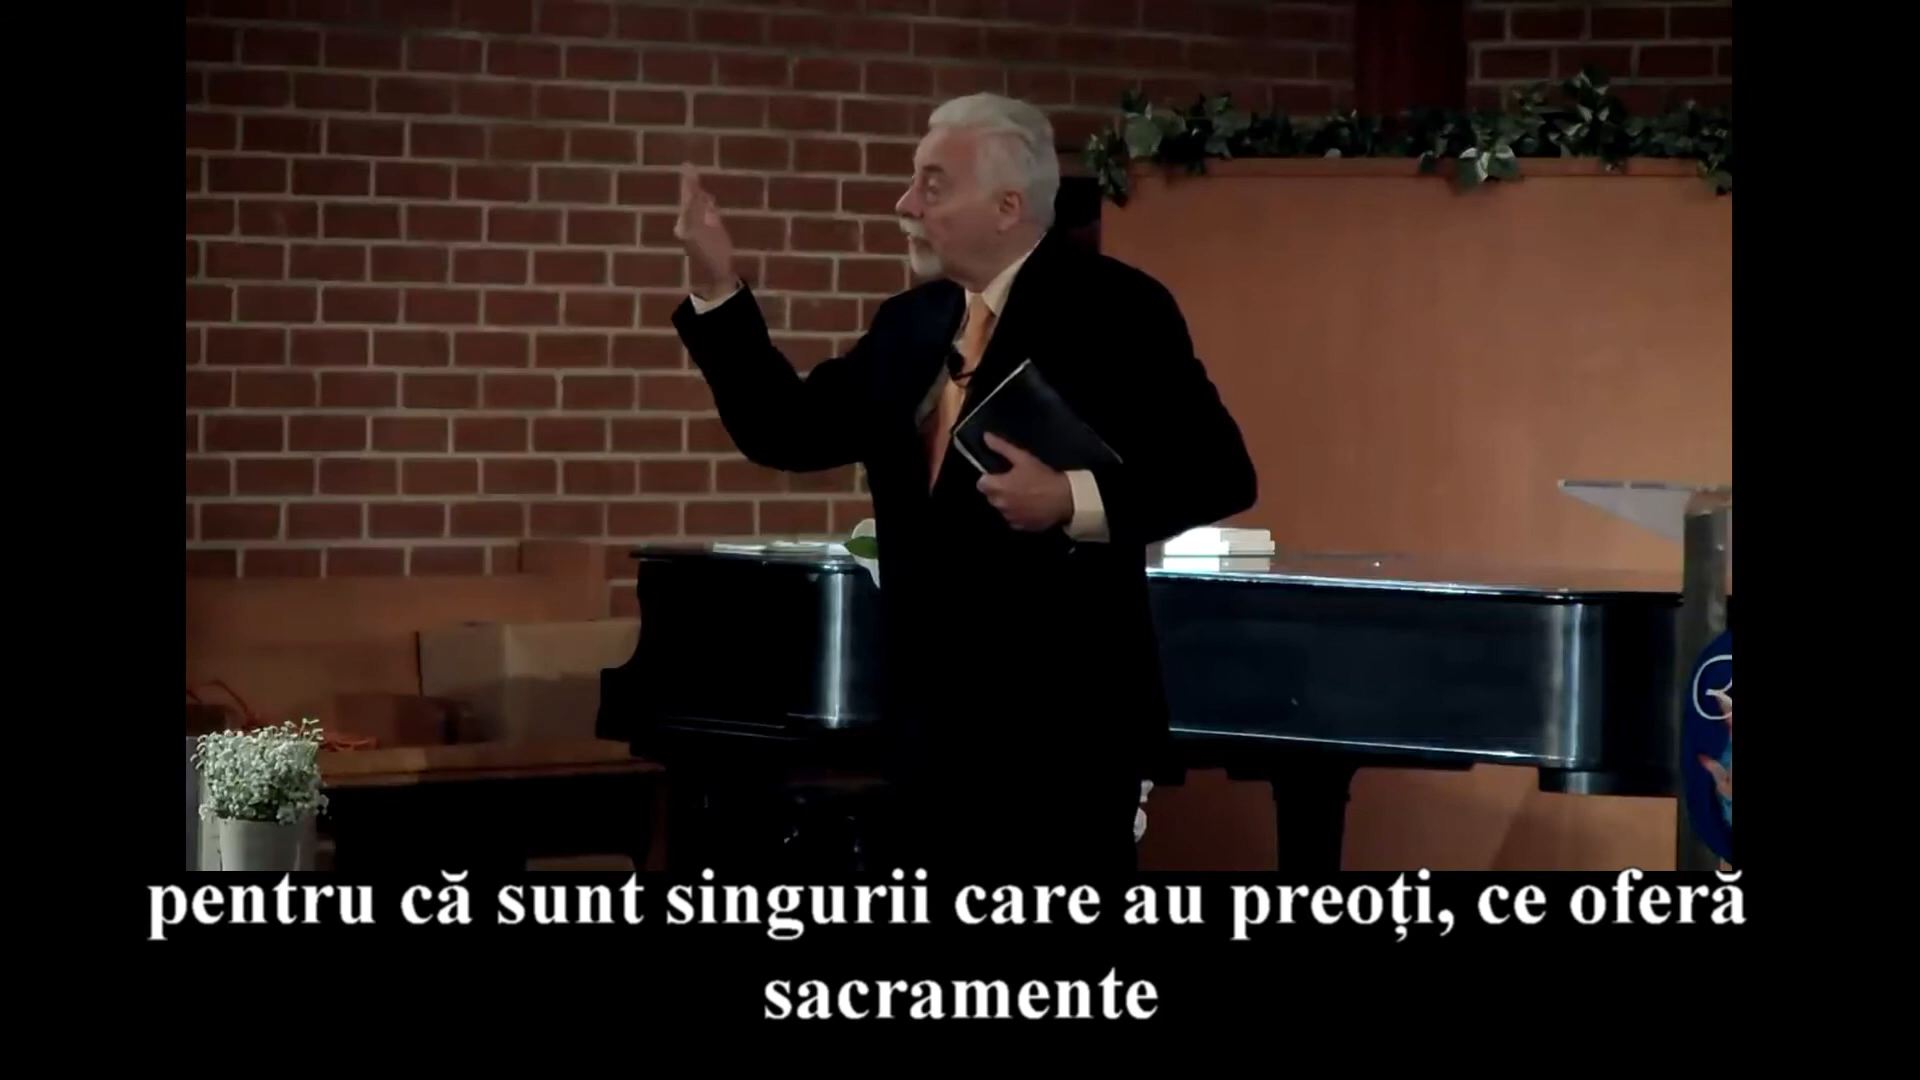 pentru că sunt singurii care au preoți, ce oferă
sacramente